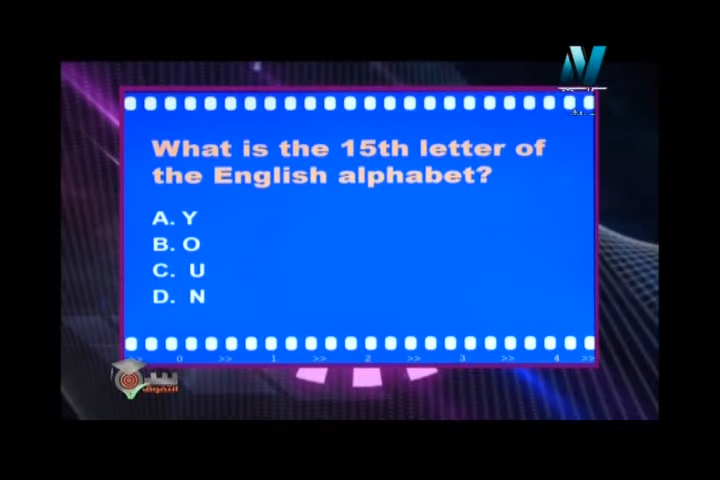 What is the 15th letter of
the English alphabet?
A. Y
B. O
C. U
D. N
>> 0 >> 1 >> 2 >> 3 >> 4 >>